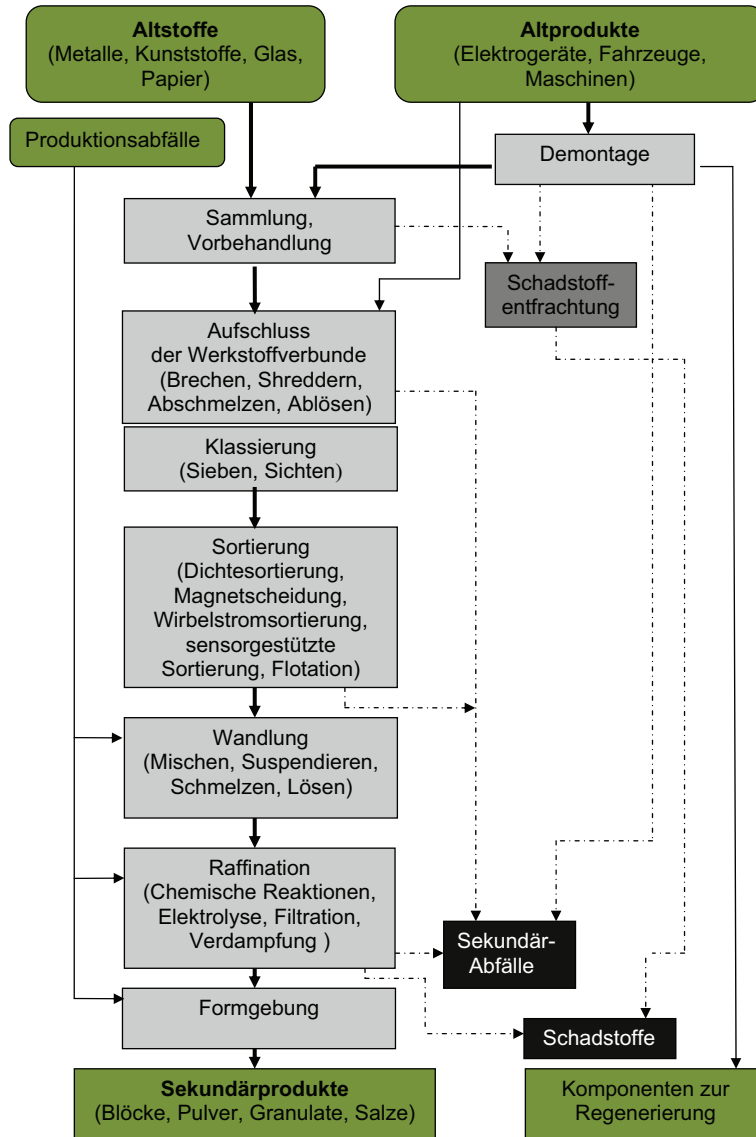 Altstoffe
(Metalle, Kunststoffe, Glas,
Papier)
Altprodukte
(Elektrogeräte, Fahrzeuge,
Maschinen)
Produktionsabfälle
Demontage
Sammlung,
Vorbehandlung
Schadstoff-
entfrachtung
Aufschluss
der Werkstoffverbunde
(Brechen, Shreddern,
Abschmelzen, Ablösen)
Klassierung
(Sieben, Sichten)
Sortierung
(Dichtesortierung,
Magnetscheidung,
Wirbelstromsortierung,
sensorgestützte
Sortierung, Flotation)
Wandlung
(Mischen, Suspendieren,
Schmelzen, Lösen)
Raffination
(Chemische Reaktionen,
Elektrolyse, Filtration,
Verdampfung )
Sekundär-
Abfälle
Formgebung
Schadstoffe
Sekundärprodukte
(Blöcke, Pulver, Granulate, Salze)
Komponenten zur
Regenerierung